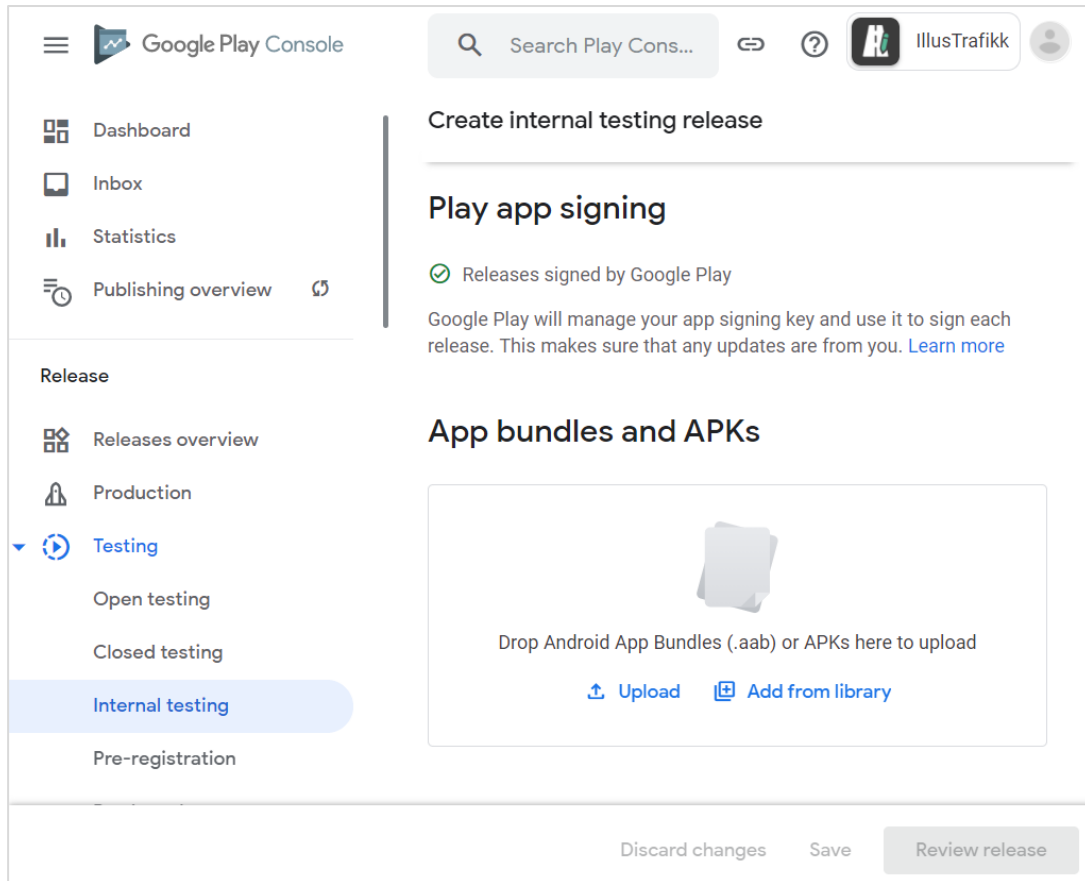 Google Play Console
Search Play Cons...
IllusTrafikk
Dashboard
Inbox
Statistics
Publishing overview
Release
Releases overview
Production
Testing
Open testing
Closed testing
Internal testing
Pre-registration
Create internal testing release
Play app signing
Releases signed by Google Play
Google Play will manage your app signing key and use it to sign each
release. This makes sure that any updates are from you. Learn more
App bundles and APKs
Drop Android App Bundles (.aab) or APKs here to upload
Upload
Add from library
Discard changes
Save
Review release